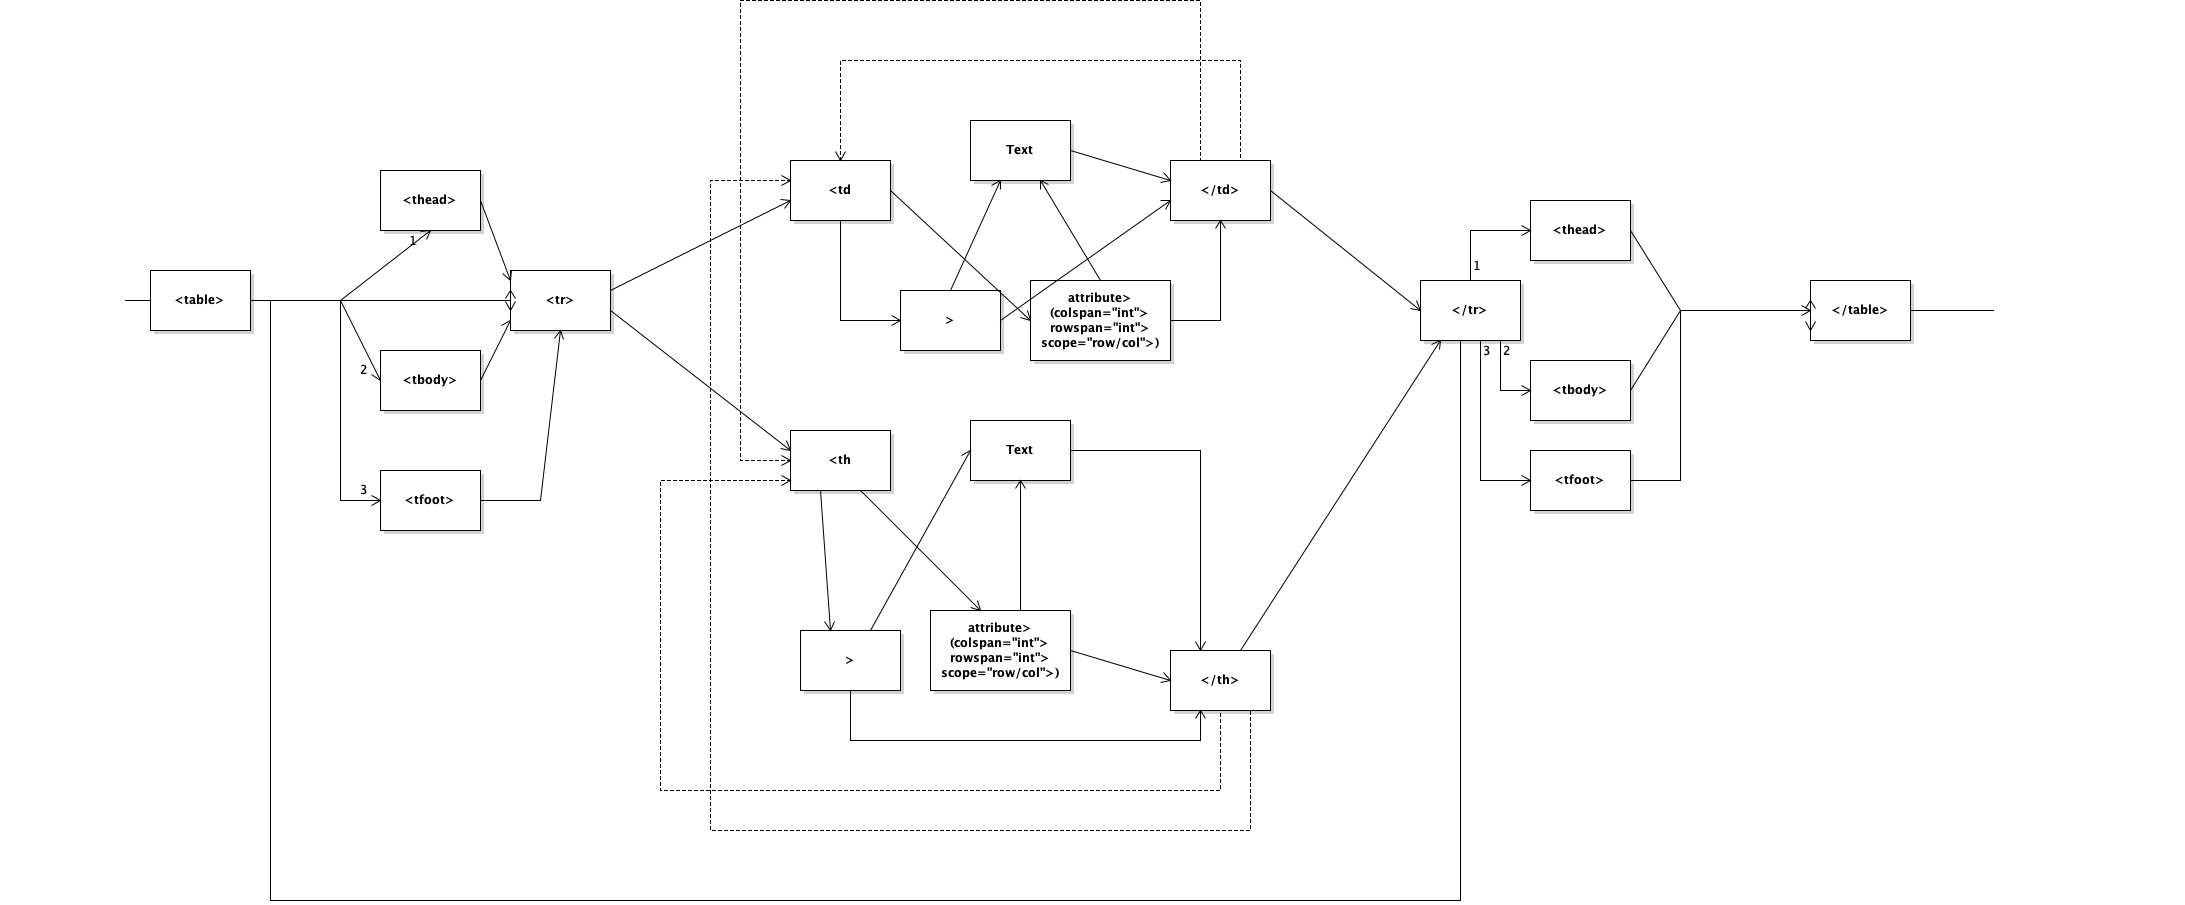 <table>
<thead>
1
<tr>
2
<tbody>
3
<tfoot>
<td
Text
</td>
>
attribute>
(colspan="int">
rowspan="int">
scope="row/col">)
<th
Text
>
attribute>
(colspan="int">
rowspan="int">
scope="row/col">)
</th>
</tr>
1
3
2
<thead>
<tbody>
<tfoot>
</table>